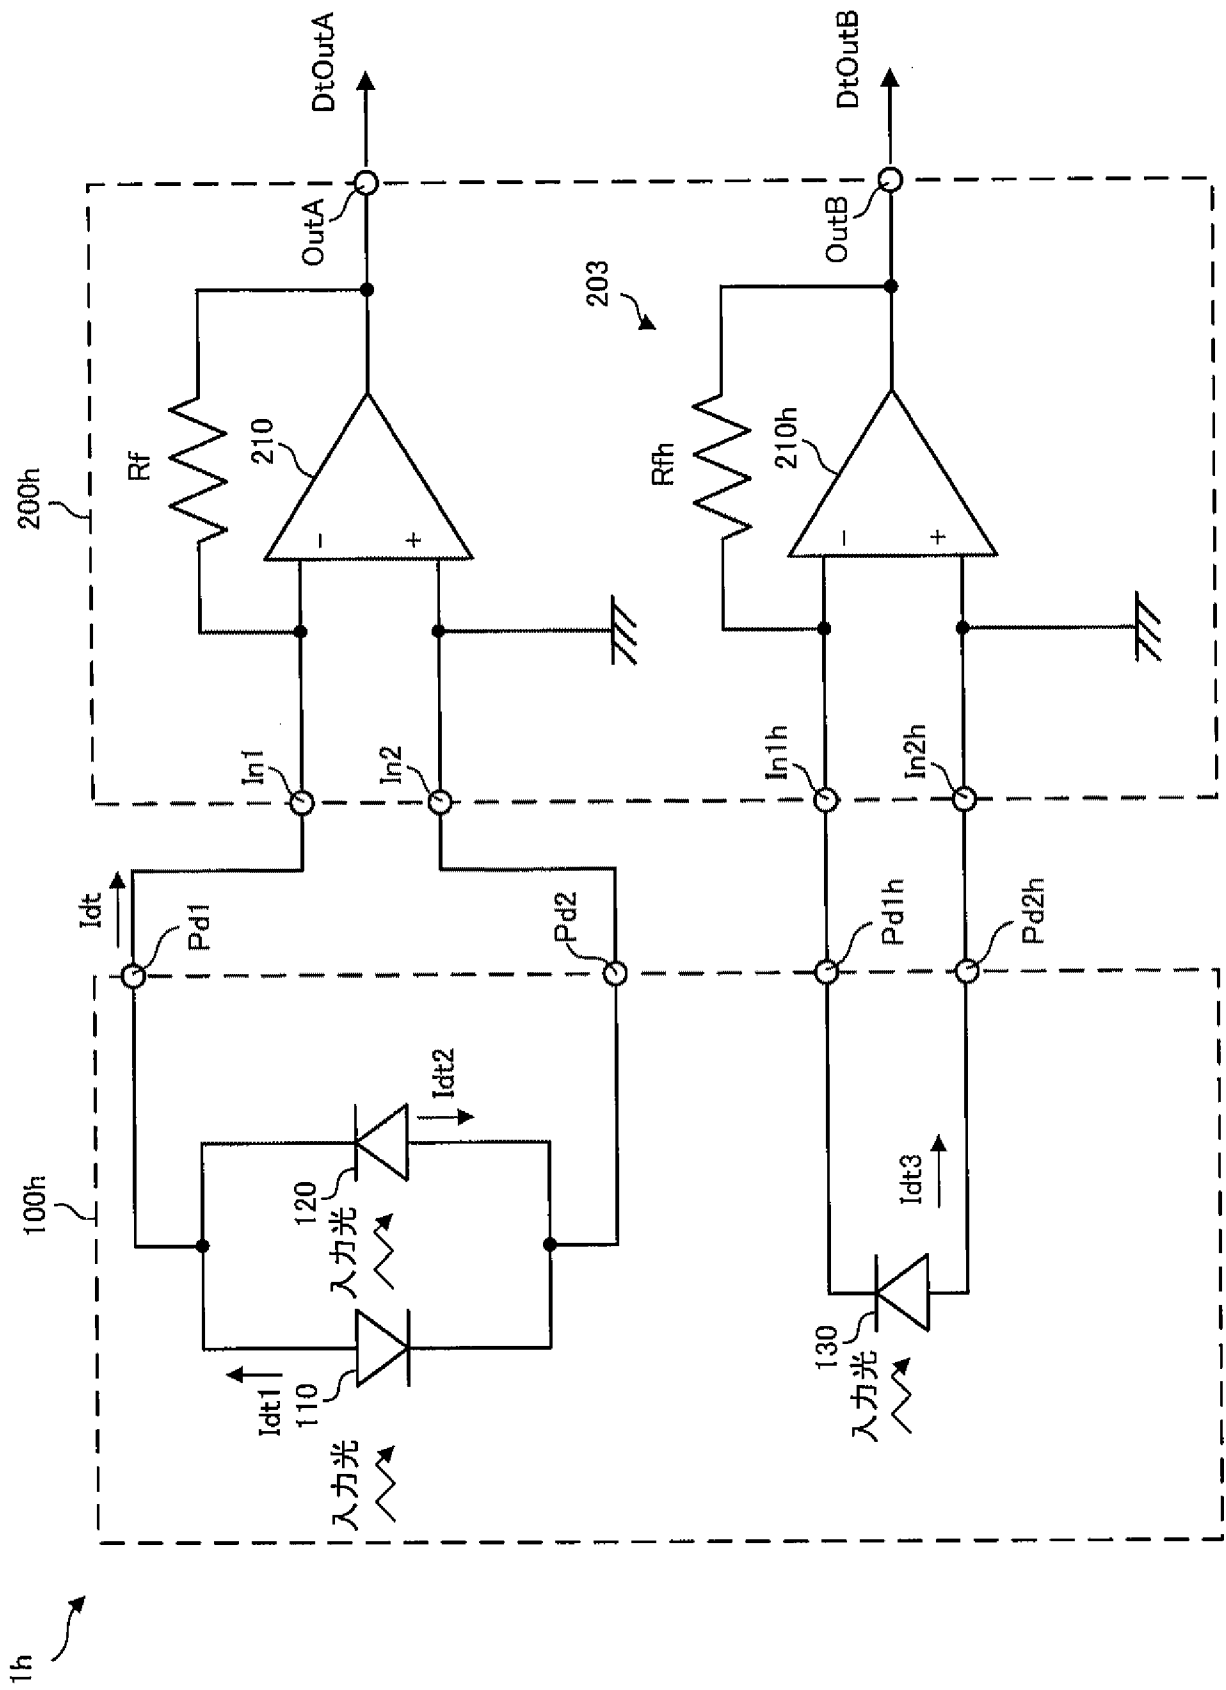 1h
100h
200h
入力光
Idt1
110
入力光
120
Idt2
Idt
Pd1
Pd2
In1
In2
Rf
210
-
+
OutA
DtOutA
入力光
130
Idt3
Pd1h
Pd2h
In1h
In2h
Rfh
210h
-
+
203
OutB
DtOutB